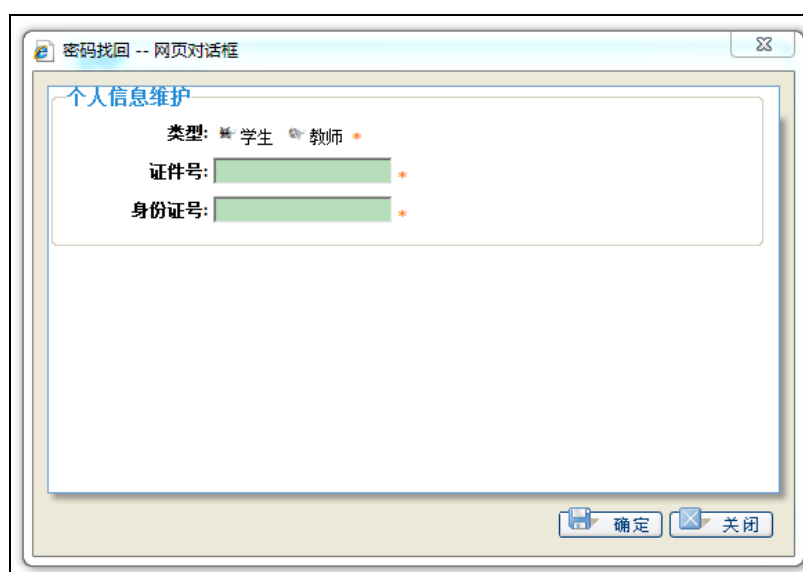 密码找回 -- 网页对话框
个人信息维护
类型: 学生 教师 *
证件号: *
身份证号: *
确定 关闭